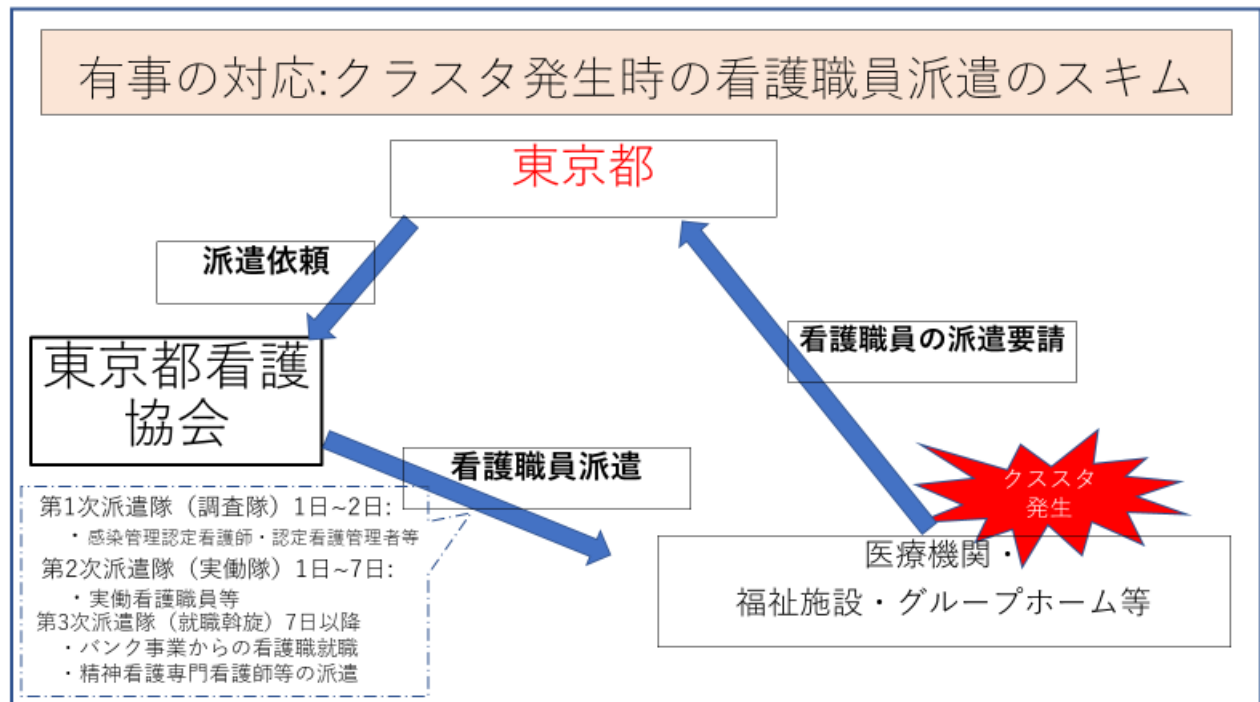 有事の対応:クラスタ発生時の看護職員派遣のスキム
東京都
派遣依頼
看護職員の派遣要請
東京都看護
協会
看護職員派遣
クススタ
発生
第1次派遣隊（調査隊）1日~2日:
・感染管理認定看護師・認定看護管理者等
第2次派遣隊（実働隊）1日~7日:
・実働看護職員等
第3次派遣隊（就職斡旋）7日以降
・バンク事業からの看護職就職
・精神看護専門看護師等の派遣
医療機関・
福祉施設・グループホーム等